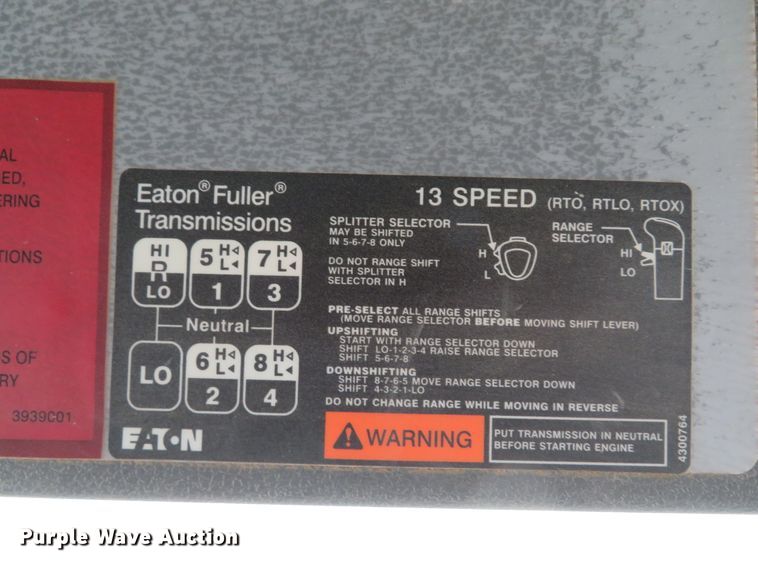 AL
ED,
ERING
TIONS
S OF
RY
3939C01
Eaton® Fuller®
Transmissions
HI
R
LO
5 H L
1
7 H L
3
Neutral
LO
6 H L
2
8 H L
4
EATON
13 SPEED (RTO, RTLO, RTOX)
SPLITTER SELECTOR
MAY BE SHIFTED
IN 5-6-7-8 ONLY
DO NOT RANGE SHIFT
WITH SPLITTER
SELECTOR IN H
H
L
RANGE
SELECTOR
HI
LO
PRE-SELECT ALL RANGE SHIFTS
(MOVE RANGE SELECTOR BEFORE MOVING SHIFT LEVER)
UPSHIFTING
START WITH RANGE SELECTOR DOWN
SHIFT LO-1-2-3-4 RAISE RANGE SELECTOR
SHIFT 5-6-7-8
DOWNSHIFTING
SHIFT 8-7-6-5 MOVE RANGE SELECTOR DOWN
SHIFT 4-3-2-1-LO
DO NOT CHANGE RANGE WHILE MOVING IN REVERSE
WARNING
PUT TRANSMISSION IN NEUTRAL
BEFORE STARTING ENGINE
4300764
Purple Wave Auction